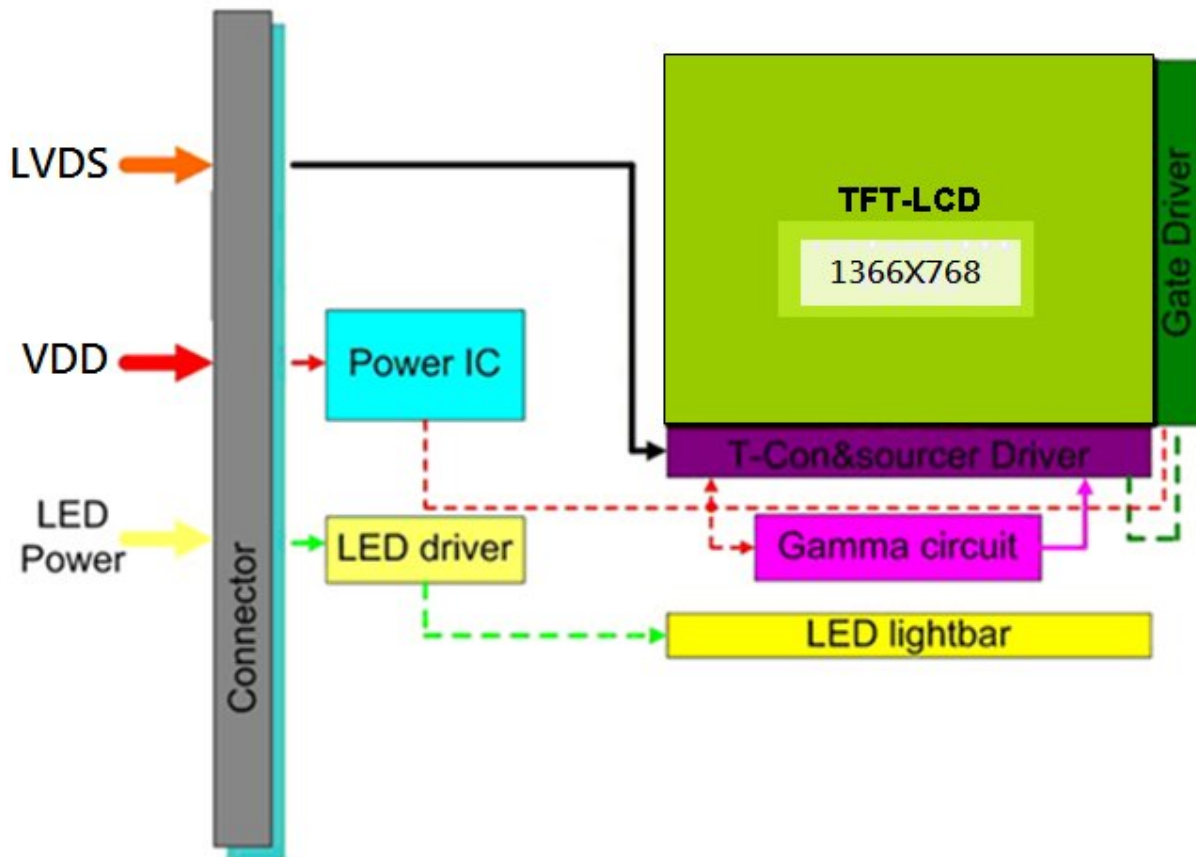 LVDS
VDD
LED
Power
Connector
Power IC
LED driver
TFT-LCD
1366X768
Gate Driver
T-Con&sourcer Driver
Gamma circuit
LED lightbar